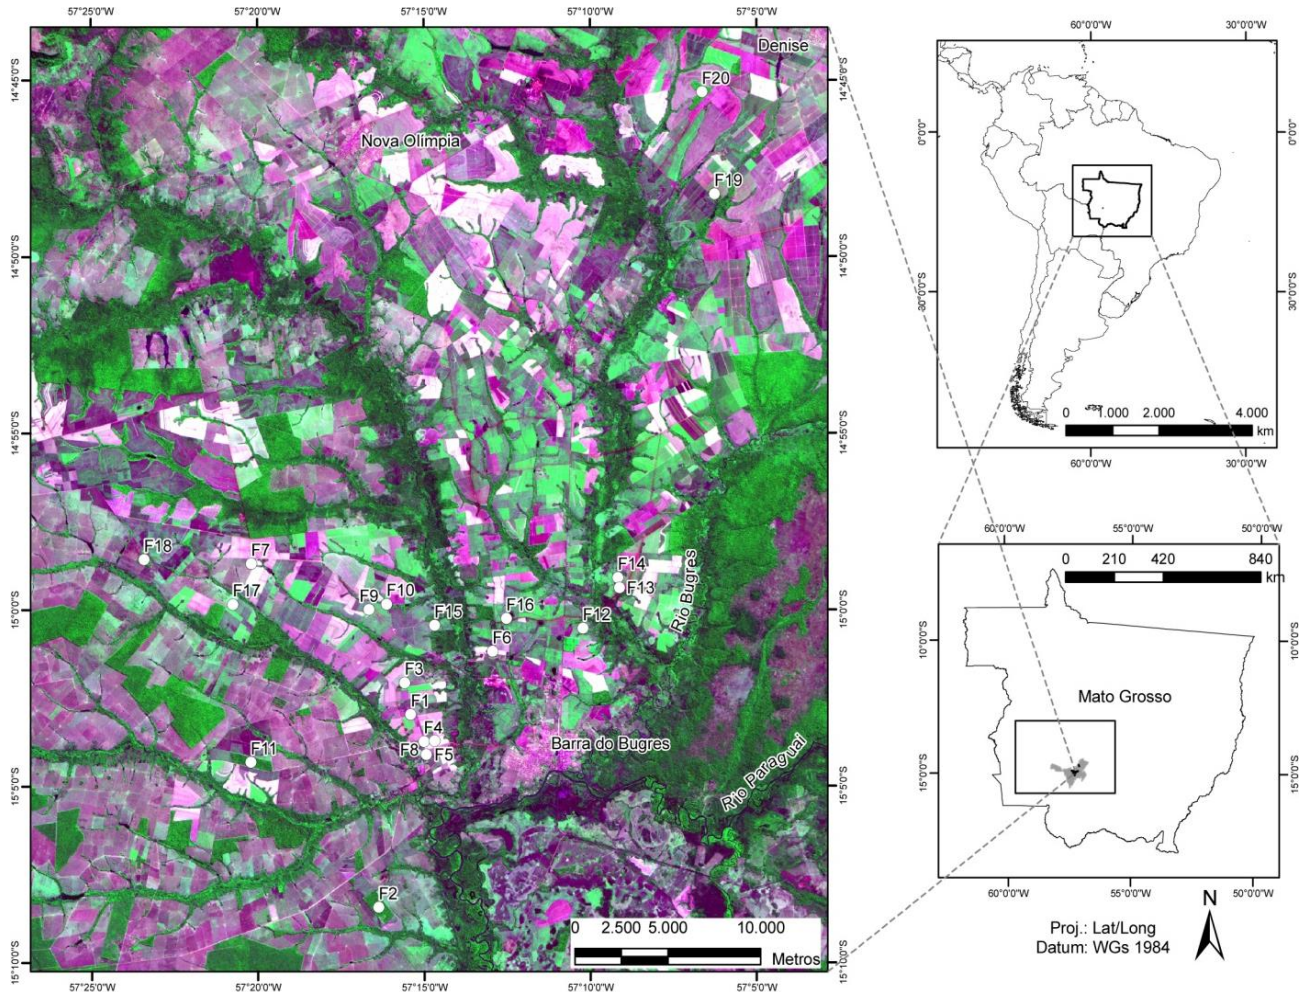 57°25'0"W
57°20'0"W
57°15'0"W
57°10'0"W
57°5'0"W
14°45'0"S
14°50'0"S
14°55'0"S
15°0'0"S
15°5'0"S
15°10'0"S
Denise
F20
Nova Olímpia
F19
F18
F7
F14
F17
F9
F10
F13
F15
F16
F12
Rio Bugres
F6
F3
F1
F4
F8
F5
Barra do Bugres
F11
Rio Paraguai
F2
0
2.500
5.000
10.000
Metros
14°45'0"S
14°50'0"S
14°55'0"S
15°0'0"S
15°5'0"S
15°10'0"S
57°25'0"W
57°20'0"W
57°15'0"W
57°10'0"W
57°5'0"W
60°0'0"W
30°0'0"W
0°0'0"
0°0'0"
30°0'0"S
30°0'0"S
0
1.000
2.000
4.000
km
60°0'0"W
30°0'0"W
60°0'0"W
55°0'0"W
50°0'0"W
0
210
420
840
km
10°0'0"S
10°0'0"S
Mato Grosso
15°0'0"S
15°0'0"S
60°0'0"W
55°0'0"W
50°0'0"W
N
Proj.: Lat/Long
Datum: WGs 1984